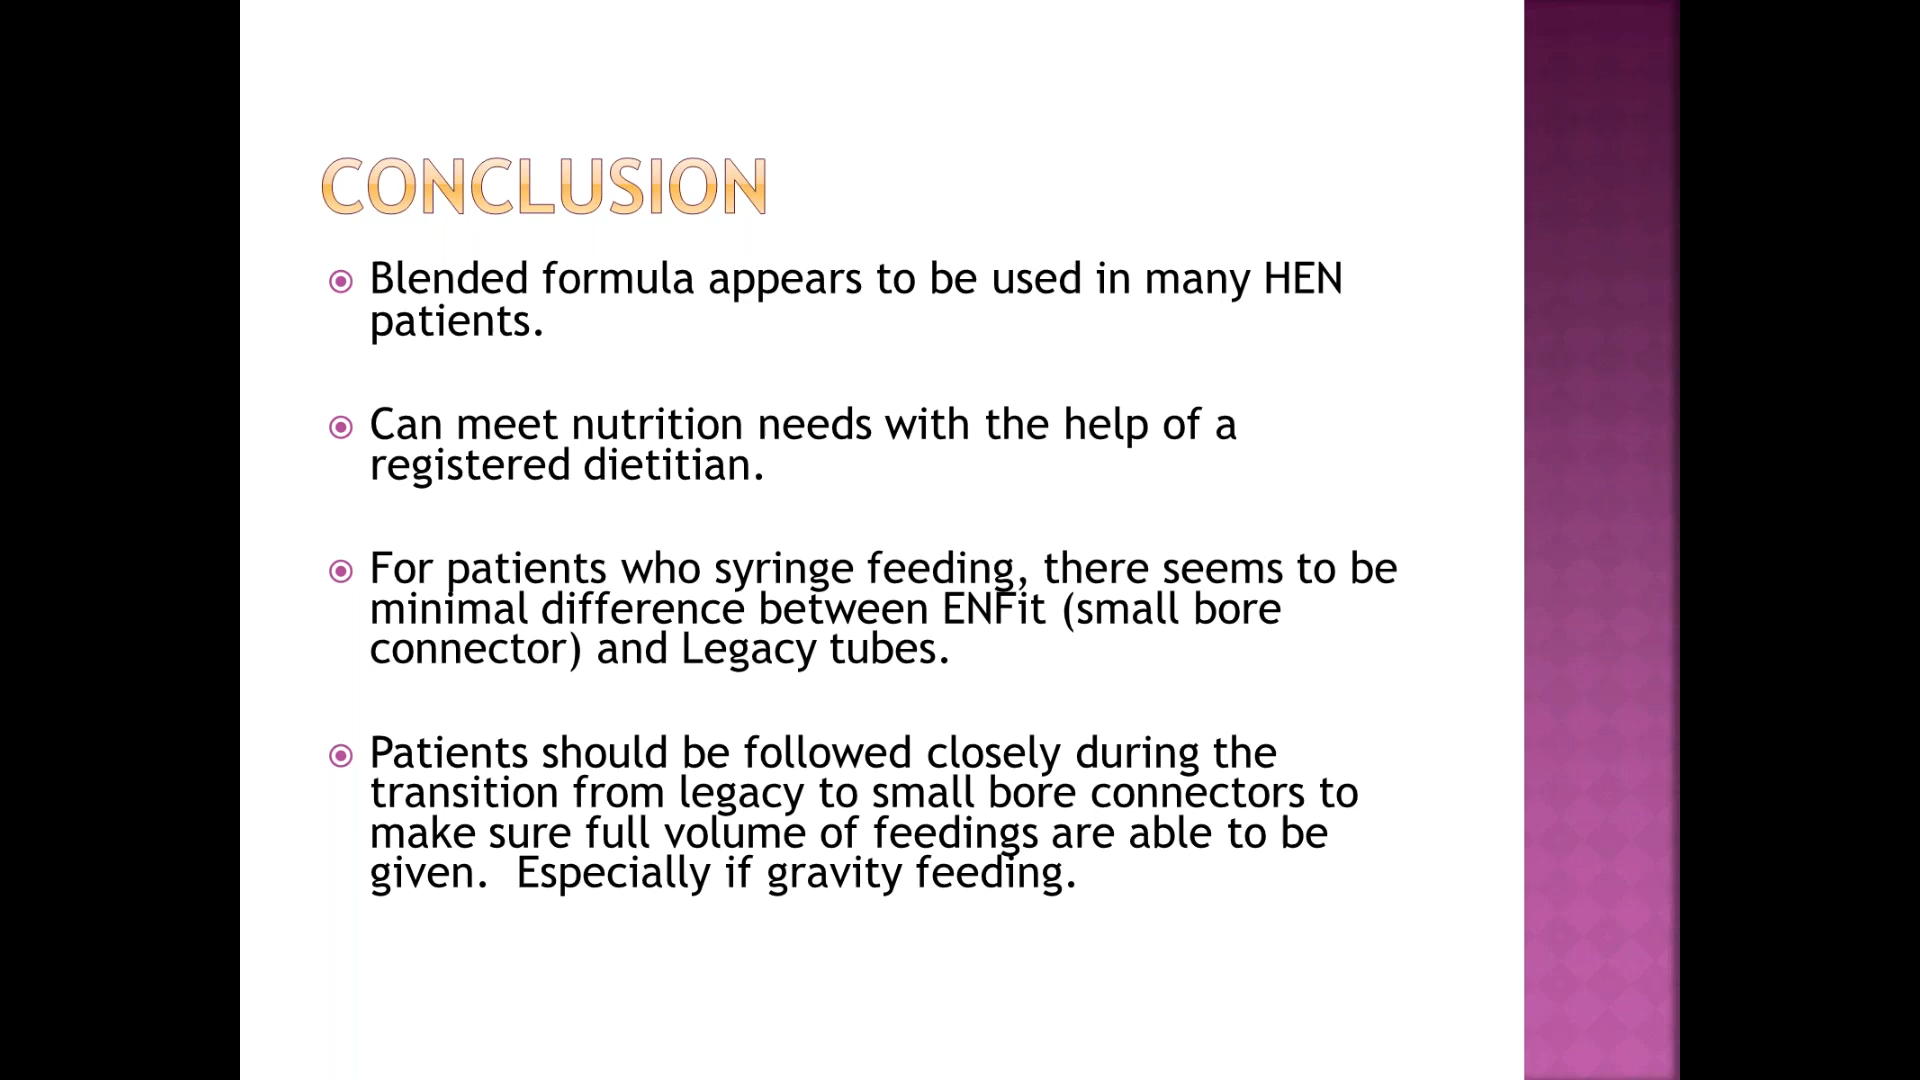 CONCLUSION
Blended formula appears to be used in many HEN
patients.
Can meet nutrition needs with the help of a
registered dietitian.
For patients who syringe feeding, there seems to be
minimal difference between ENFit (small bore
connector) and Legacy tubes.
Patients should be followed closely during the
transition from legacy to small bore connectors to
make sure full volume of feedings are able to be
given.  Especially if gravity feeding.